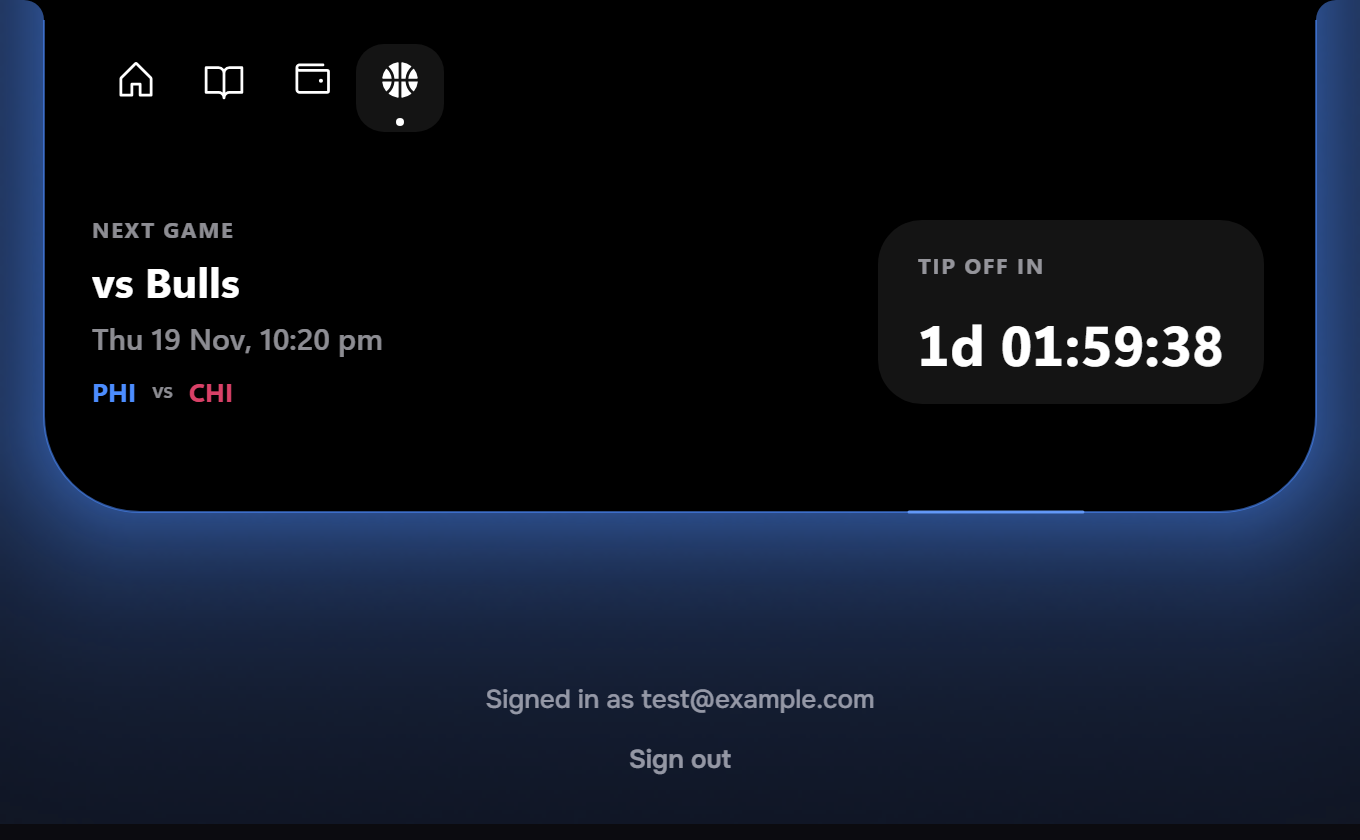 NEXT GAME
vs Bulls
Thu 19 Nov, 10:20 pm
PHI vs CHI
TIP OFF IN
1d 01:59:38
Signed in as test@example.com
Sign out